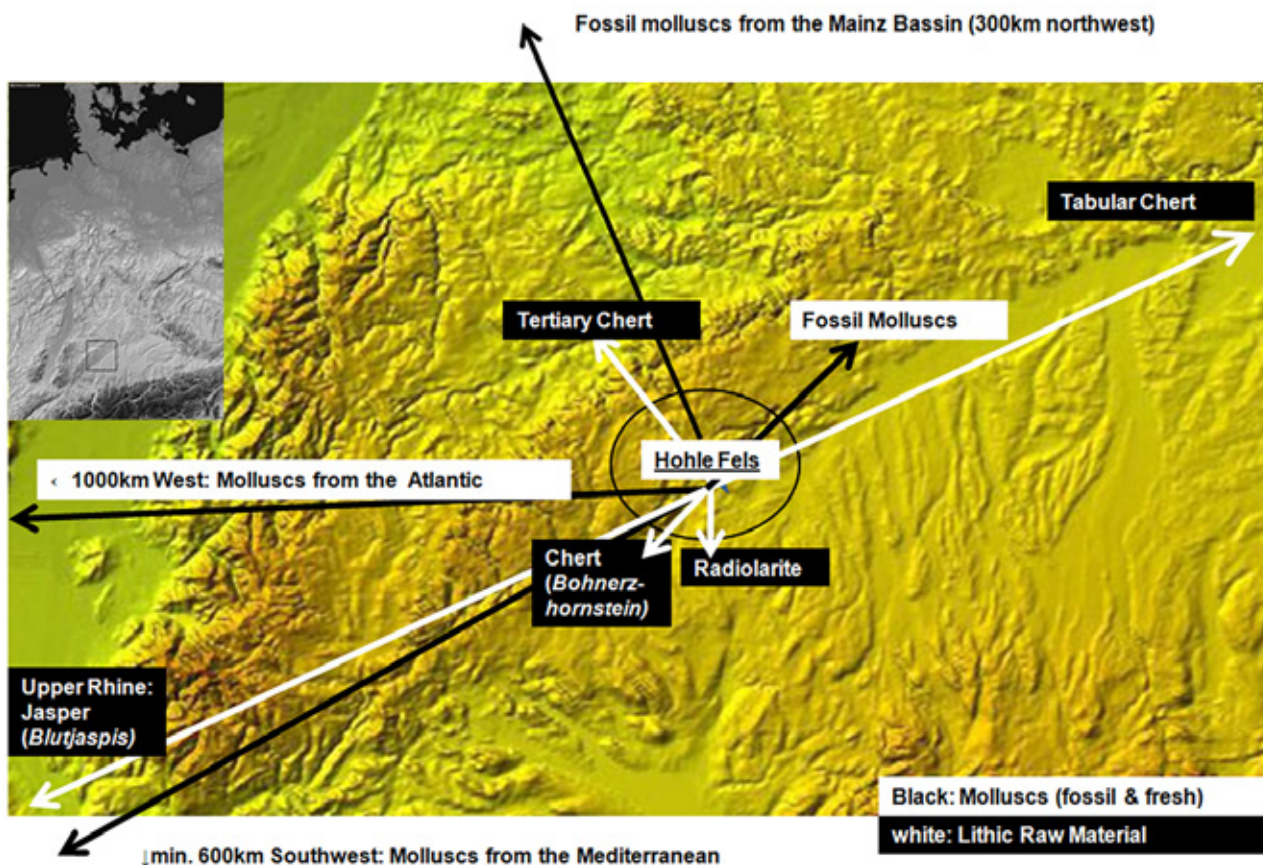 Fossil molluscs from the Mainz Bassin (300km northwest)
Tabular Chert
Tertiary Chert
Fossil Molluscs
Hohle Fels
‹ 1000km West: Molluscs from the Atlantic
Chert
(Bohnerz-
hornstein)
Radiolarite
Upper Rhine:
Jasper
(Blutjaspis)
Black: Molluscs (fossil & fresh)
white: Lithic Raw Material
↓min. 600km Southwest: Molluscs from the Mediterranean